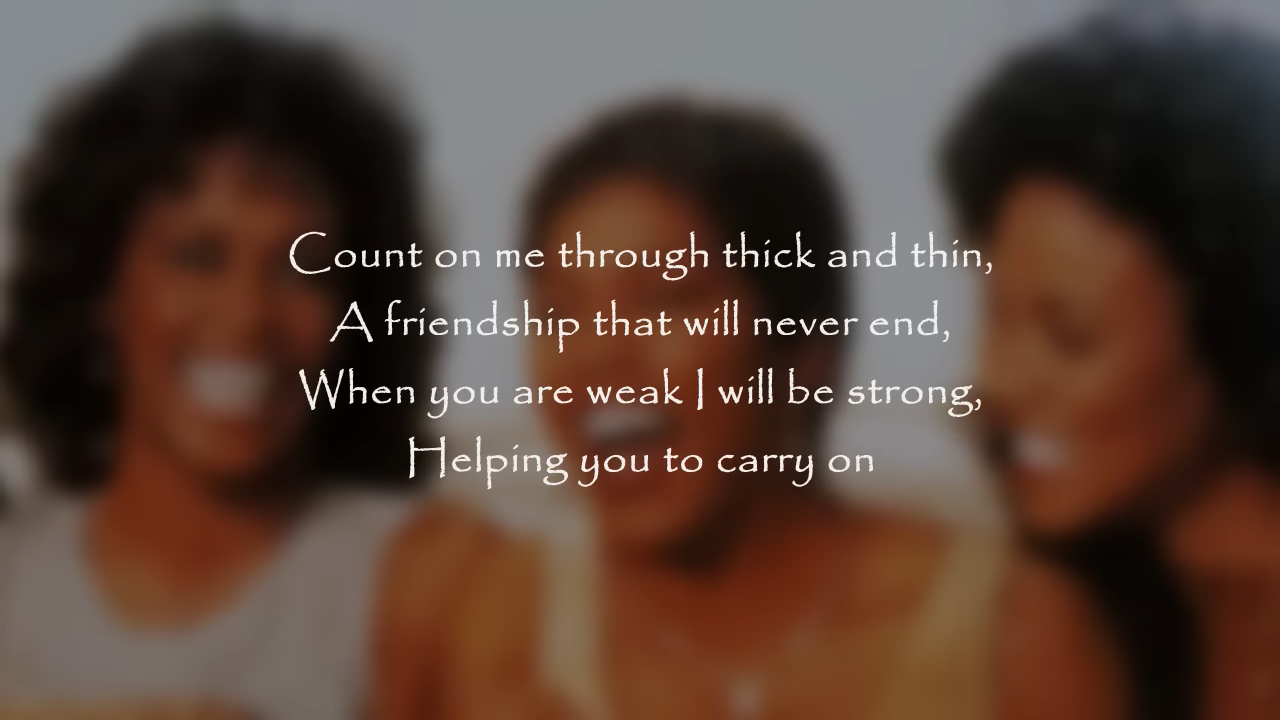 Count on me through thick and thin,
A friendship that will never end,
When you are weak I will be strong,
Helping you to carry on